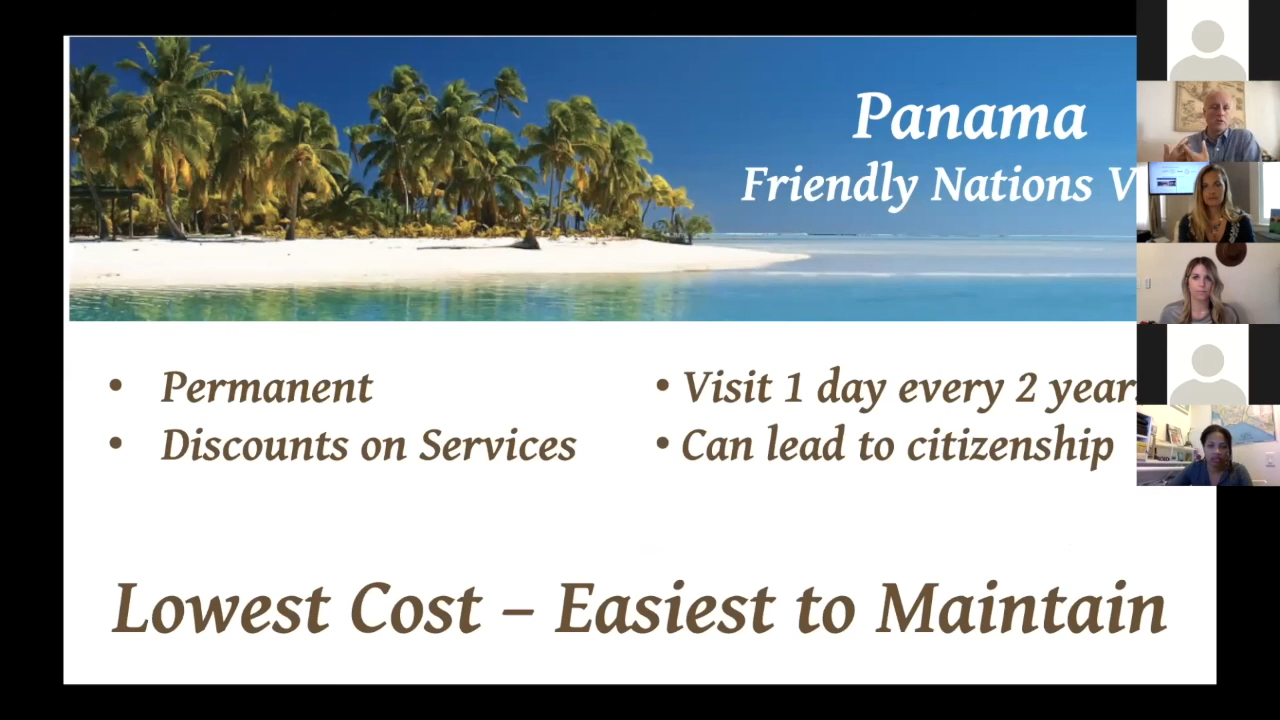 Panama
Friendly Nations V
• Permanent
• Discounts on Services
• Visit 1 day every 2 year
• Can lead to citizenship
Lowest Cost – Easiest to Maintain